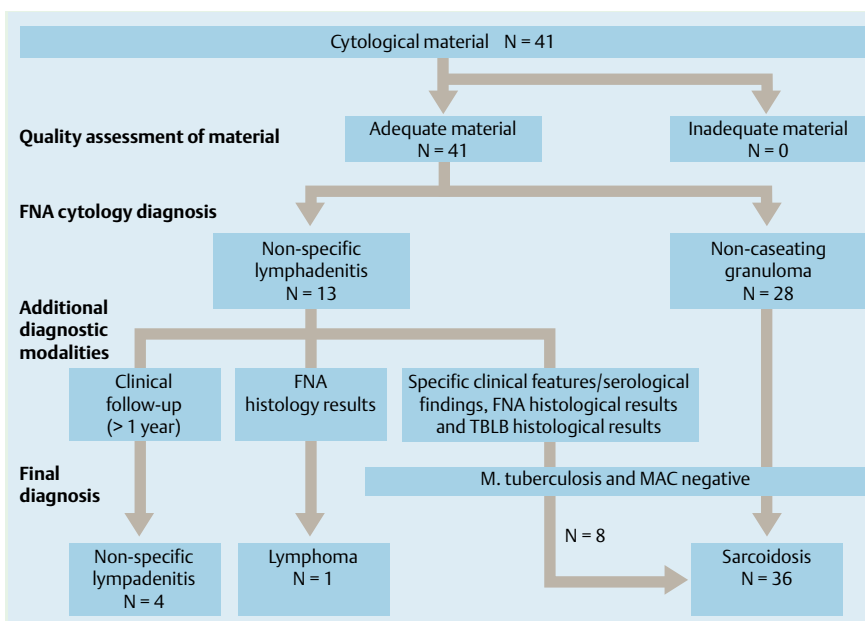 Cytological material   N = 41
Quality assessment of material
Adequate material
N = 41
Inadequate material
N = 0
FNA cytology diagnosis
Non-specific
lymphadenitis
N = 13
Non-caseating
granuloma
N = 28
Additional
diagnostic
modalities
Clinical
follow-up
(> 1 year)
FNA
histology results
Specific clinical features/serological
findings, FNA histological results
and TBLB histological results
Final
diagnosis
M. tuberculosis and MAC negative
N = 8
Non-specific
lympadenitis
N = 4
Lymphoma
N = 1
Sarcoidosis
N = 36